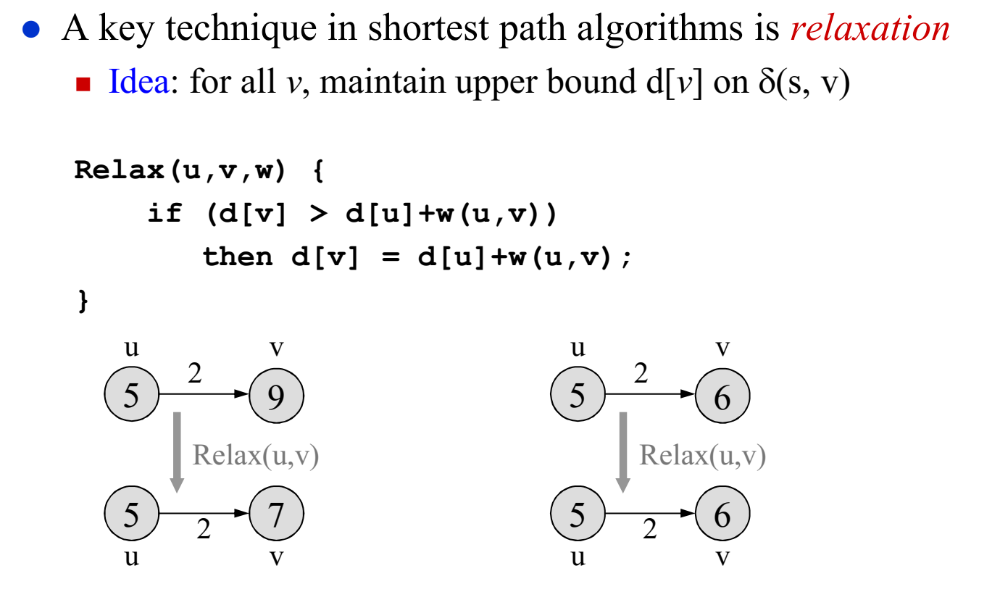 A key technique in shortest path algorithms is relaxation
Idea: for all v, maintain upper bound d[v] on δ(s, v)
Relax(u,v,w) {
if (d[v] > d[u]+w(u,v))
then d[v] = d[u]+w(u,v);
}
u v u v
2 2
5 9 5 6
Relax(u,v) Relax(u,v)
5 7 5 6
2 2
u v u v